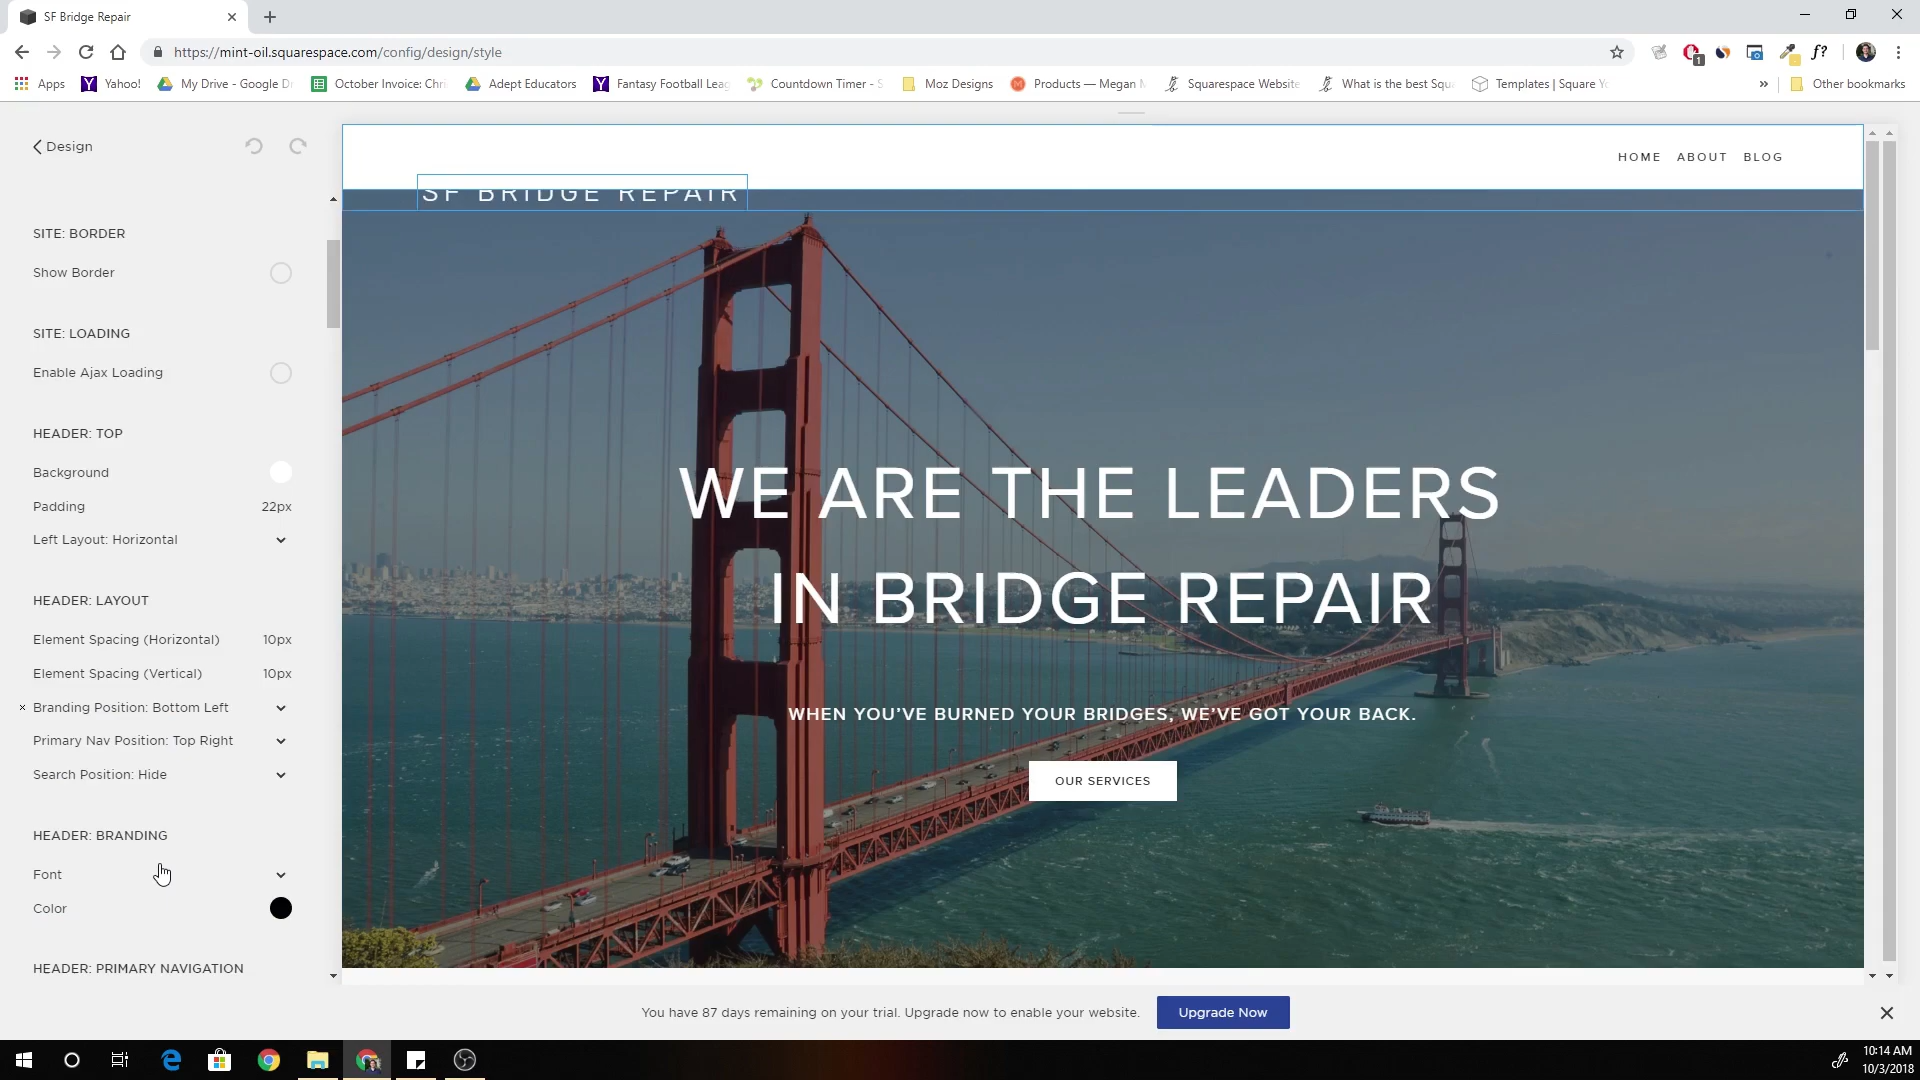 SF Bridge Repair
https://mint-oil.squarespace.com/config/design/style
1
f?
Apps
Yahoo!
My Drive - Google Dr
October Invoice: Chri
Adept Educators
Fantasy Football Leag
Countdown Timer - S
Moz Designs
Products — Megan M
Squarespace Website
What is the best Squ
Templates | Square Yo
»
Other bookmarks
Design
SITE: BORDER
Show Border
SITE: LOADING
Enable Ajax Loading
HEADER: TOP
Background
Padding 22px
Left Layout: Horizontal
HEADER: LAYOUT
Element Spacing (Horizontal) 10px
Element Spacing (Vertical) 10px
Branding Position: Bottom Left
Primary Nav Position: Top Right
Search Position: Hide
HEADER: BRANDING
Font
Color
HEADER: PRIMARY NAVIGATION
HOME ABOUT BLOG
SF BRIDGE REPAIR
WE ARE THE LEADERS
IN BRIDGE REPAIR
WHEN YOU'VE BURNED YOUR BRIDGES, WE'VE GOT YOUR BACK.
OUR SERVICES
You have 87 days remaining on your trial. Upgrade now to enable your website.
Upgrade Now
10:14 AM
10/3/2018